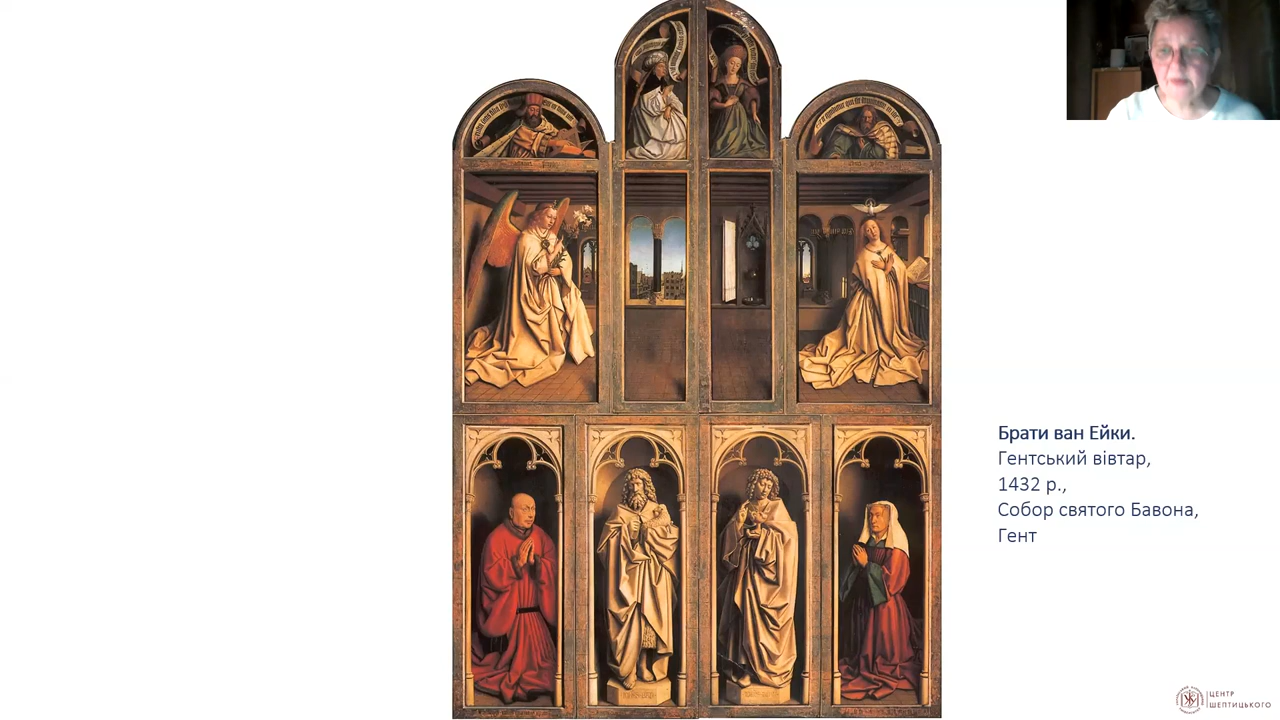 Брати ван Ейки.
Гентський вівтар,
1432 р.,
Собор святого Бавона,
Гент
ЦЕНТР
ШЕПТИЦЬКОГО